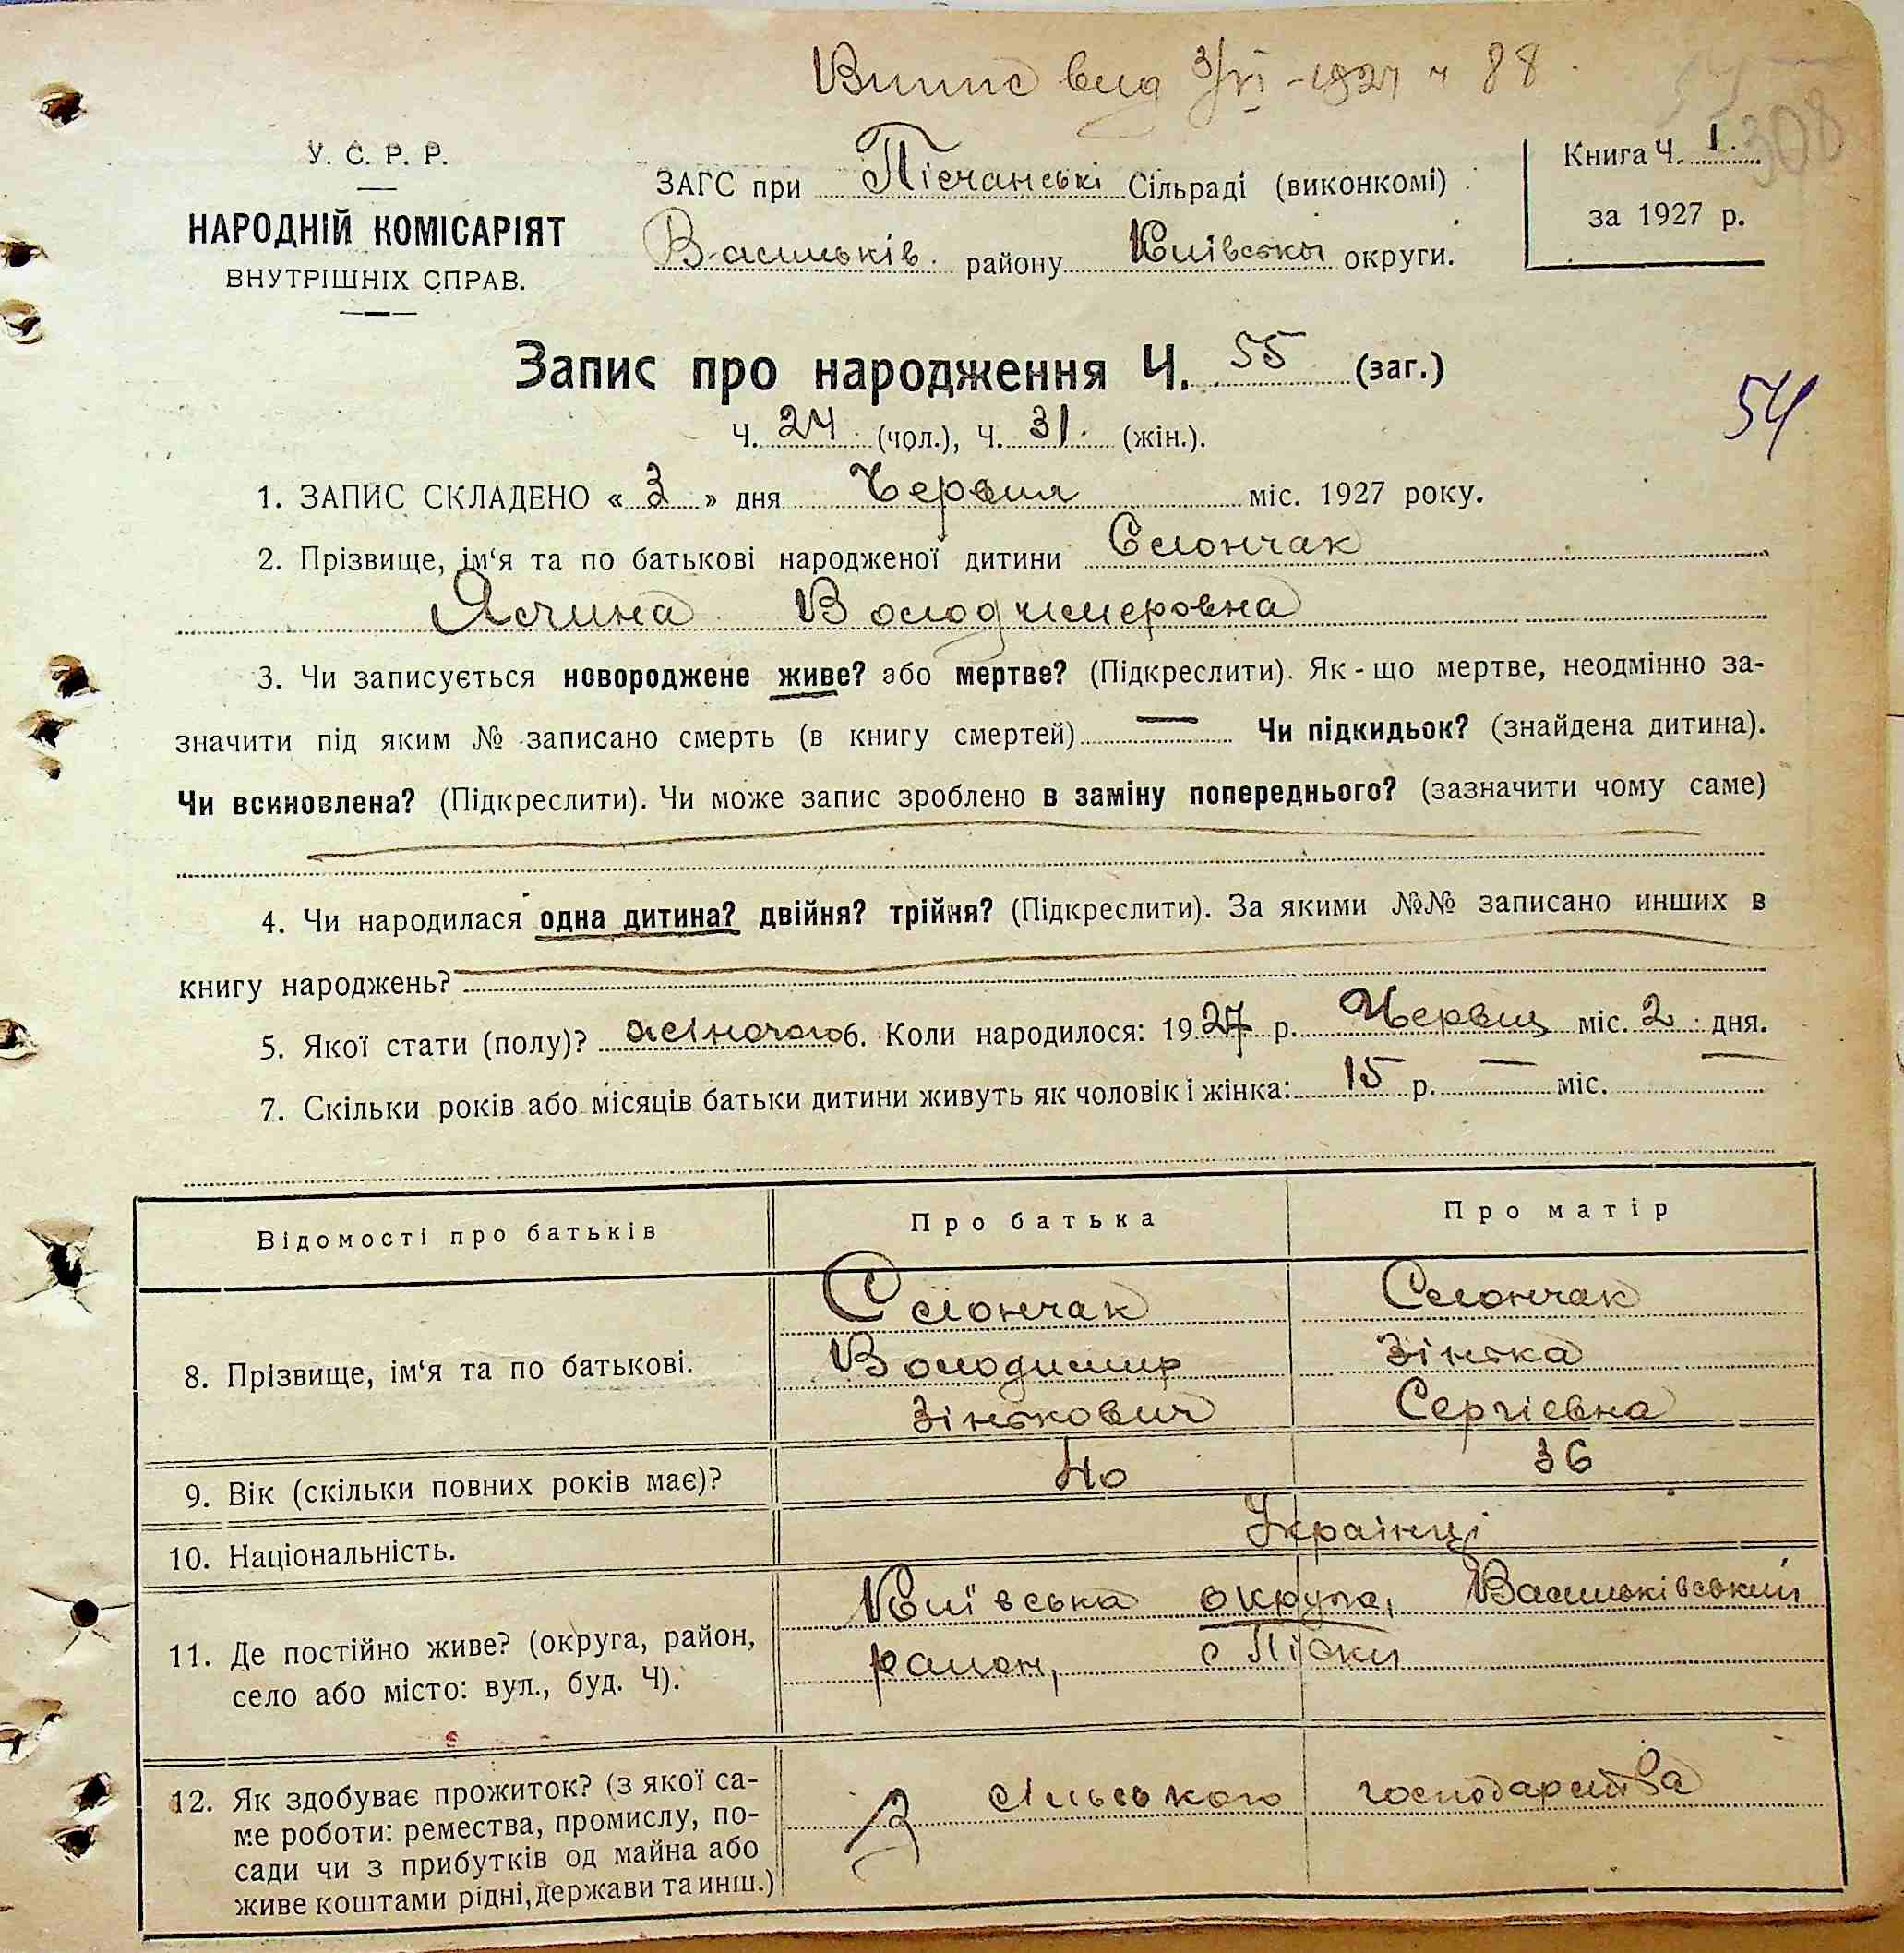 Випис вид 3/VI - 1927 ч 88
308
У. С. Р. Р.
НАРОДНІЙ КОМІСАРІЯТ
ВНУТРІШНІХ СПРАВ.
ЗАГС при Пісчанські Сільраді (виконкомі)
Васильків. району Київськы округи.
Книга Ч. 1.
за 1927 р.
Запис про народження Ч. 55 (заг.)
54
Ч. 24 (чол.), Ч. 31. (жін.).
1. ЗАПИС СКЛАДЕНО « 3 » дня Червня міс. 1927 року.
2. Прізвище, ім‘я та по батькові народженої дитини Слончак
Володимеровна
3. Чи записується новороджене живе? або мертве? (Підкреслити). Як-що мертве, неодмінно за-
значити під яким № записано смерть (в книгу смертей) — Чи підкидьок? (знайдена дитина).
Чи всиновлена? (Підкреслити). Чи може запис зроблено в заміну попереднього? (зазначити чому саме)
4. Чи народилася одна дитина? двійня? трійня? (Підкреслити). За якими №№ записано инших в
книгу народжень?
5. Якої стати (полу)? жіночого 6. Коли народилося: 1927 р. Червця міс. 2 дня.
7. Скільки років або місяців батьки дитини живуть як чоловік і жінка: 15 р. — міс. —
Відомості про батьків
Про батька
Про матір
8. Прізвище, ім‘я та по батькові.
Слончак
Володимир
Зінькович
Слончак
Зінька
Сергієвна
9. Вік (скільки повних років має)?
40
36
10. Національність.
Українці
11. Де постійно живе? (округа, район,
село або місто: вул., буд. Ч).
Київська округа, Васильківський
район, с Піски
12. Як здобуває прожиток? (з якої са-
ме роботи: ремества, промислу, по-
сади чи з прибутків од майна або
живе коштами рідні, держави та инш.)
З сільського господарства